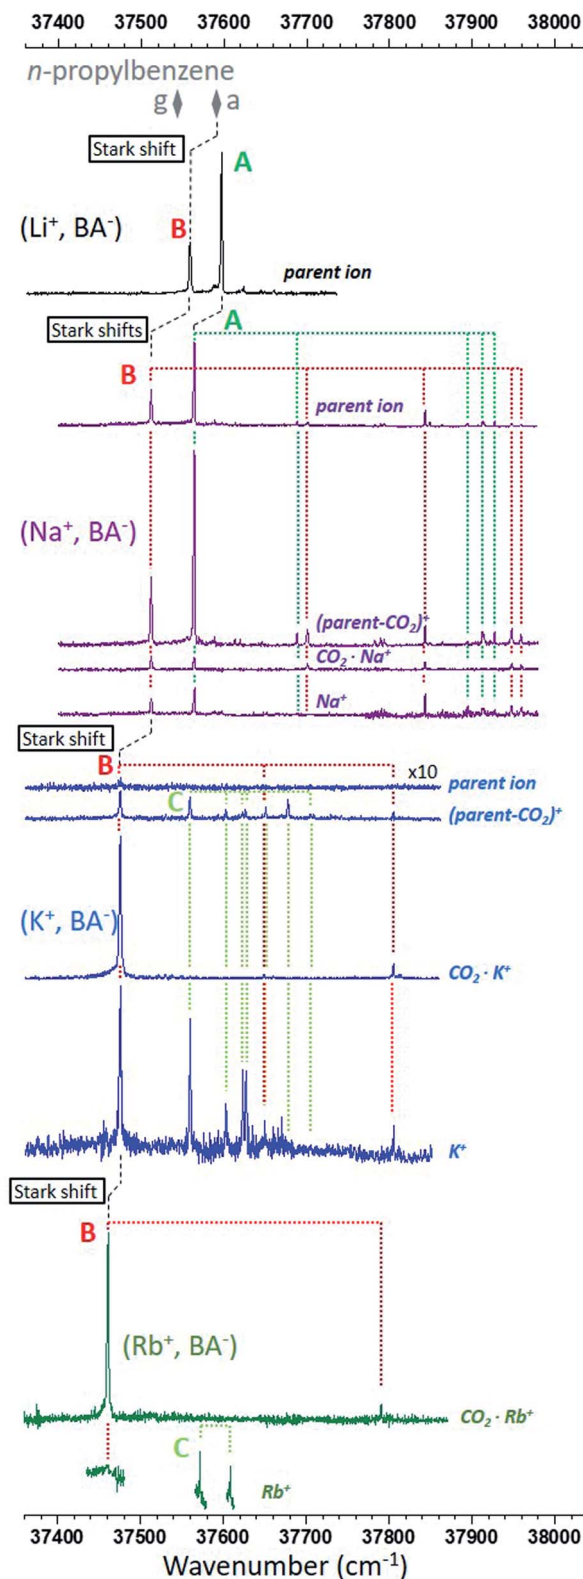 37400 37500 37600 37700 37800 37900 38000
n-propylbenzene
g a
Stark shift
A
(Li⁺, BA⁻)
B
parent ion
Stark shifts
A
B
parent ion
(Na⁺, BA⁻)
(parent-CO₂)⁺
CO₂ · Na⁺
Na⁺
Stark shift
B
x10
parent ion
C
(parent-CO₂)⁺
(K⁺, BA⁻)
CO₂ · K⁺
K⁺
Stark shift
B
(Rb⁺, BA⁻)
CO₂ · Rb⁺
C
Rb⁺
37400 37500 37600 37700 37800 37900 38000
Wavenumber (cm⁻¹)